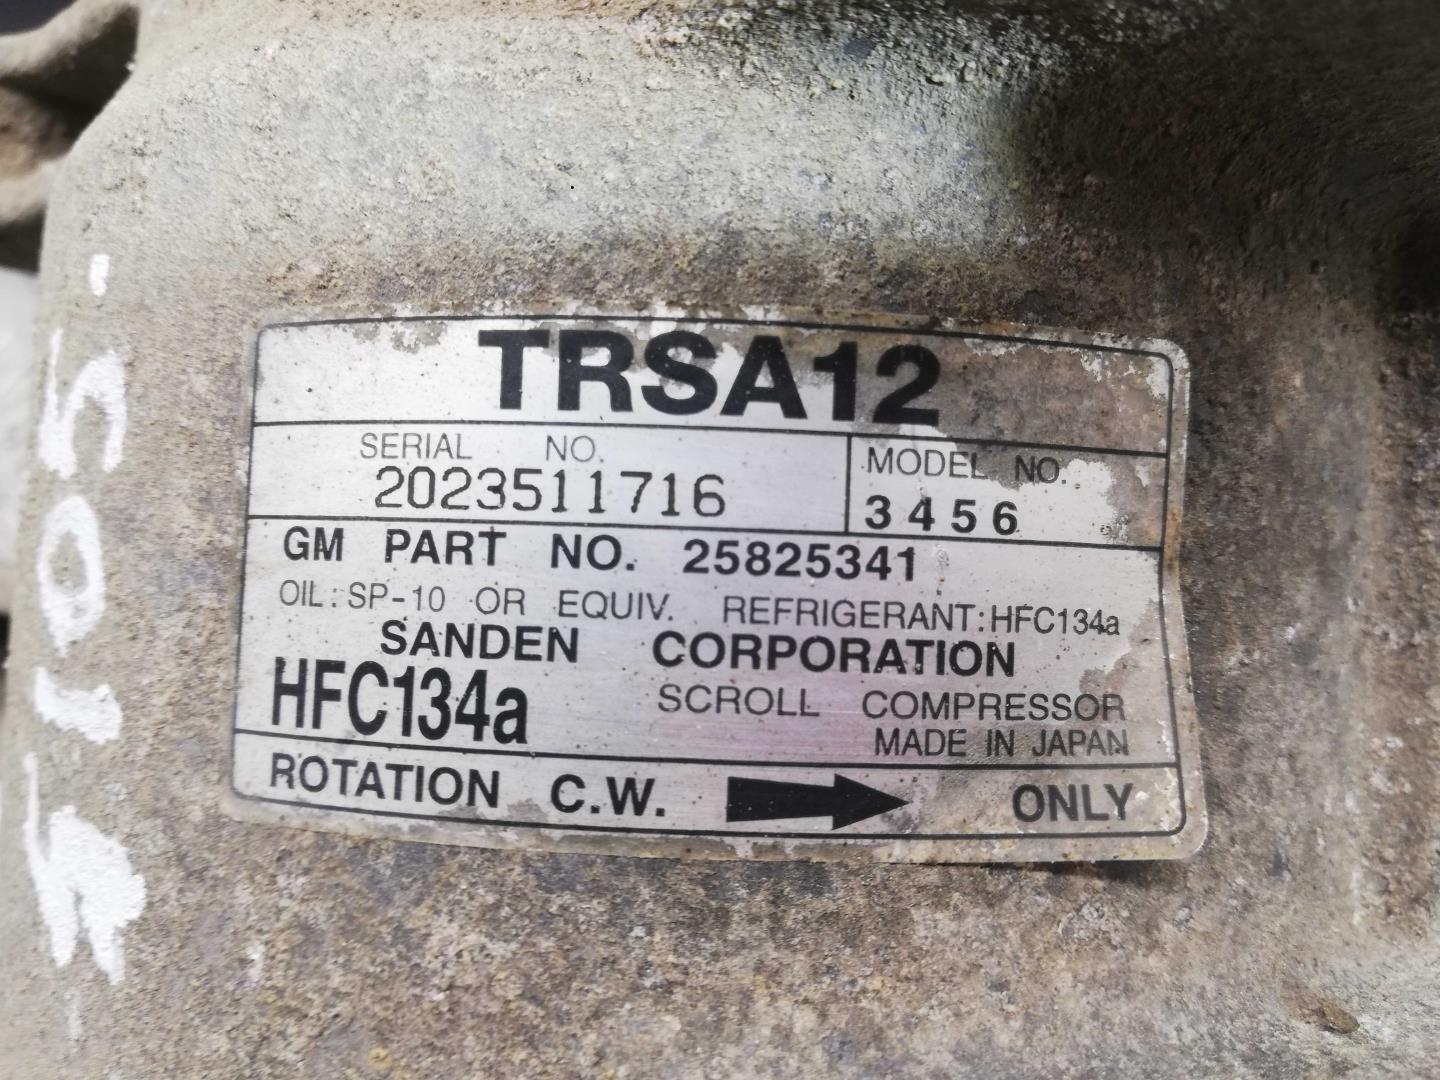 TRSA12
SERIAL NO.
2023511716
MODEL NO.
3456
GM PART NO. 25825341
OIL: SP-10 OR EQUIV. REFRIGERANT: HFC134a
SANDEN CORPORATION
HFC134a
SCROLL COMPRESSOR
MADE IN JAPAN
ROTATION C.W. ONLY